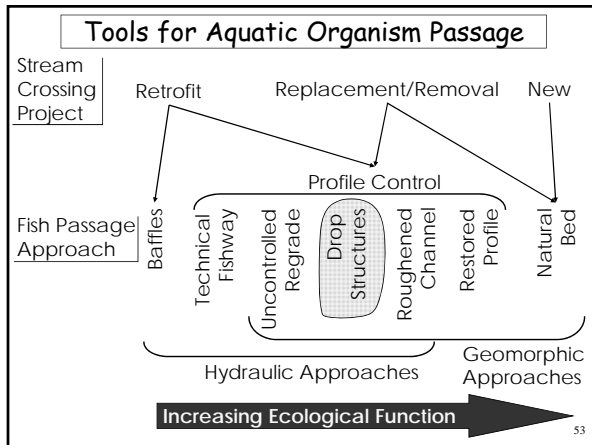 Tools for Aquatic Organism Passage
Stream
Crossing
Project
Retrofit
Replacement/Removal
New
Profile Control
Fish Passage
Approach
Baffles
Technical
Fishway
Uncontrolled
Regrade
Drop
Structures
Roughened
Channel
Restored
Profile
Natural
Bed
Hydraulic Approaches
Geomorphic
Approaches
Increasing Ecological Function
53